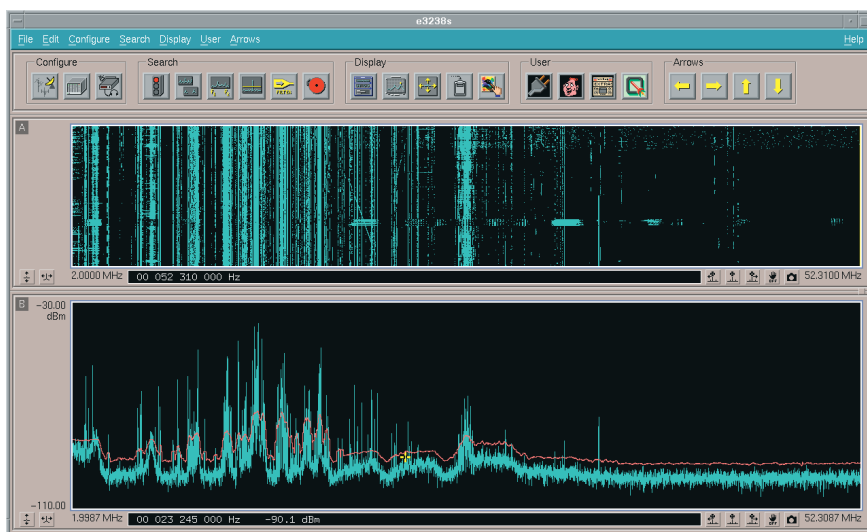 e3238s
File Edit Configure Search Display User Arrows Help
Configure Search Display User Arrows
A
2.0000 MHz 00 052 310 000 Hz 52.3100 MHz
B
-30.00
dBm
-110.00
1.9987 MHz 00 023 245 000 Hz -90.1 dBm 52.3087 MHz